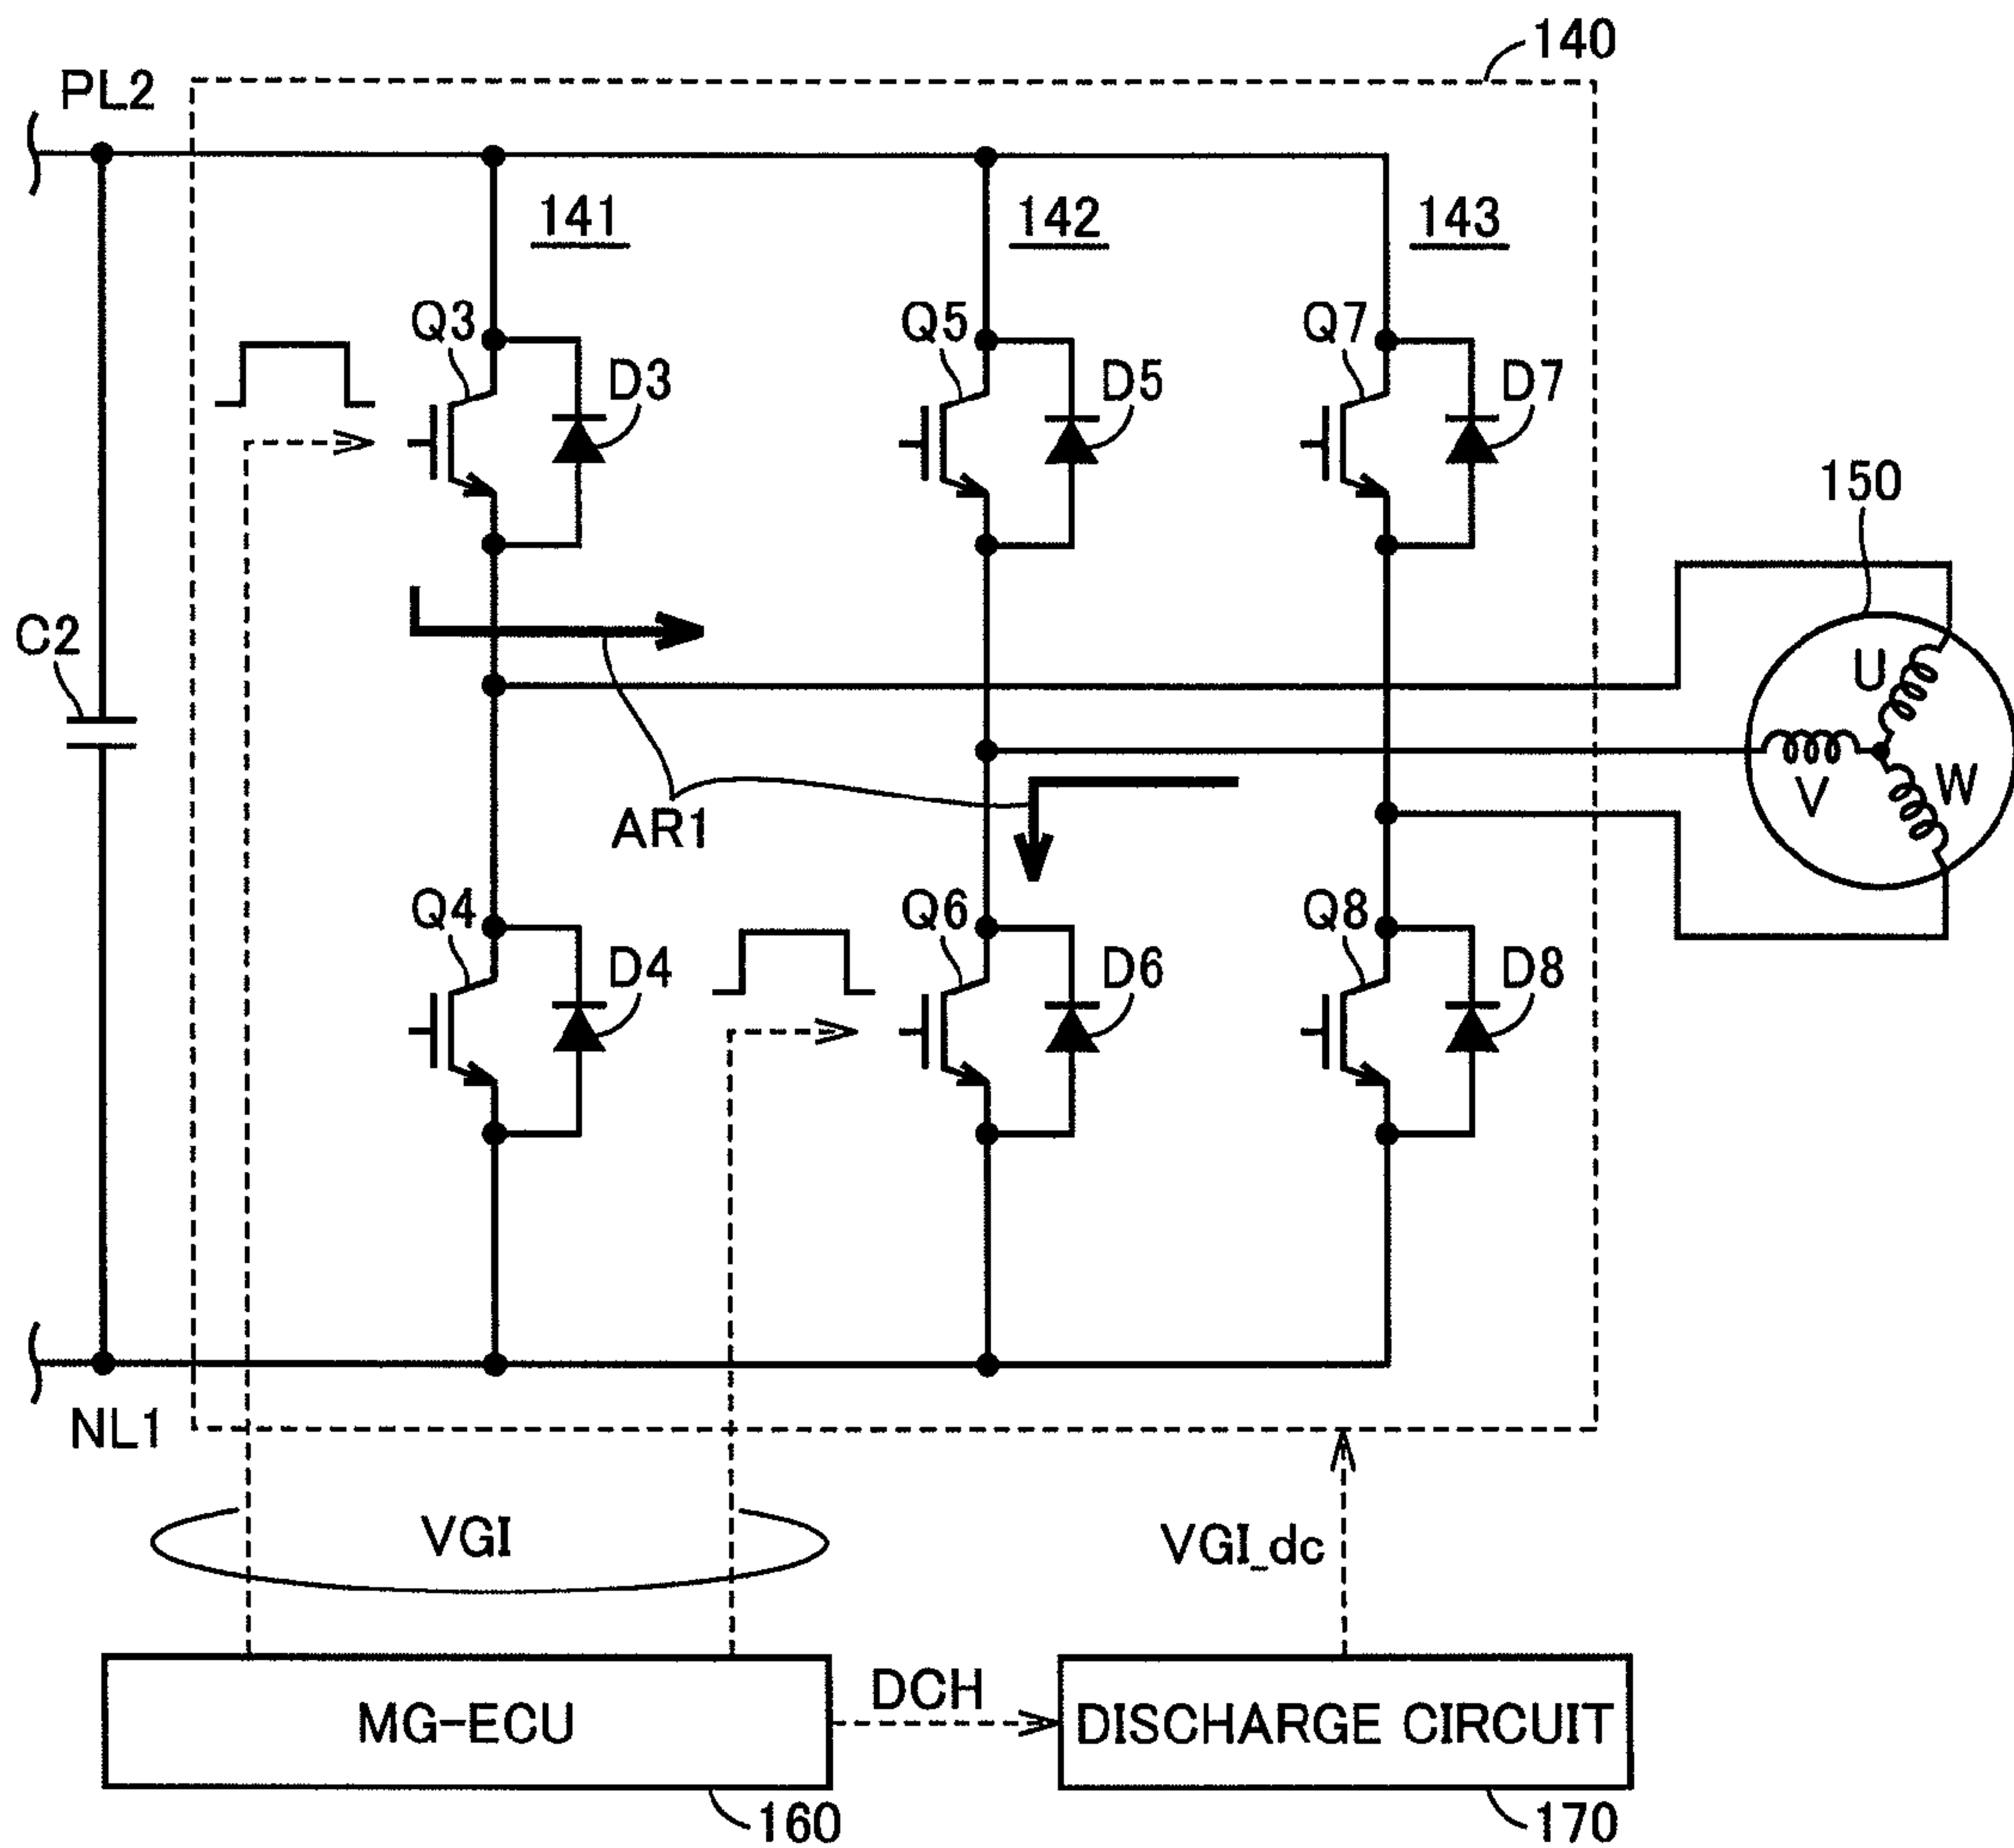 140
PL2
141
142
143
Q3
Q5
Q7
D3
D5
D7
150
C2
U
V
W
AR1
Q4
Q6
Q8
D4
D6
D8
NL1
VGI
VGI_dc
MG-ECU
DCH
DISCHARGE CIRCUIT
160
170